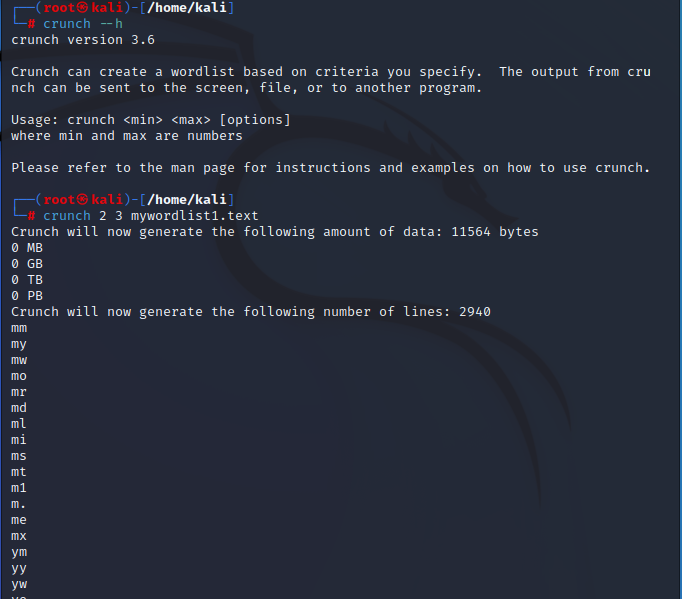 ┌──(root㉿kali)-[/home/kali]
└─# crunch --h
crunch version 3.6
Crunch can create a wordlist based on criteria you specify.  The output from cru
nch can be sent to the screen, file, or to another program.
Usage: crunch <min> <max> [options]
where min and max are numbers
Please refer to the man page for instructions and examples on how to use crunch.
┌──(root㉿kali)-[/home/kali]
└─# crunch 2 3 mywordlist1.text
Crunch will now generate the following amount of data: 11564 bytes
0 MB
0 GB
0 TB
0 PB
Crunch will now generate the following number of lines: 2940
mm
my
mw
mo
mr
md
ml
mi
ms
mt
m1
m.
me
mx
ym
yy
yw